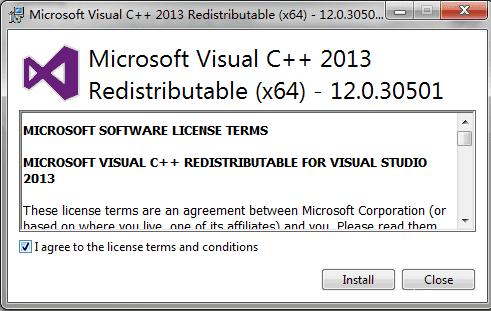 Microsoft Visual C++ 2013 Redistributable (x64) - 12.0.3050...
Microsoft Visual C++ 2013
Redistributable (x64) - 12.0.30501
MICROSOFT SOFTWARE LICENSE TERMS
MICROSOFT VISUAL C++ REDISTRIBUTABLE FOR VISUAL STUDIO
2013
These license terms are an agreement between Microsoft Corporation (or
based on where you live, one of its affiliates) and you. Please read them
I agree to the license terms and conditions
Install
Close